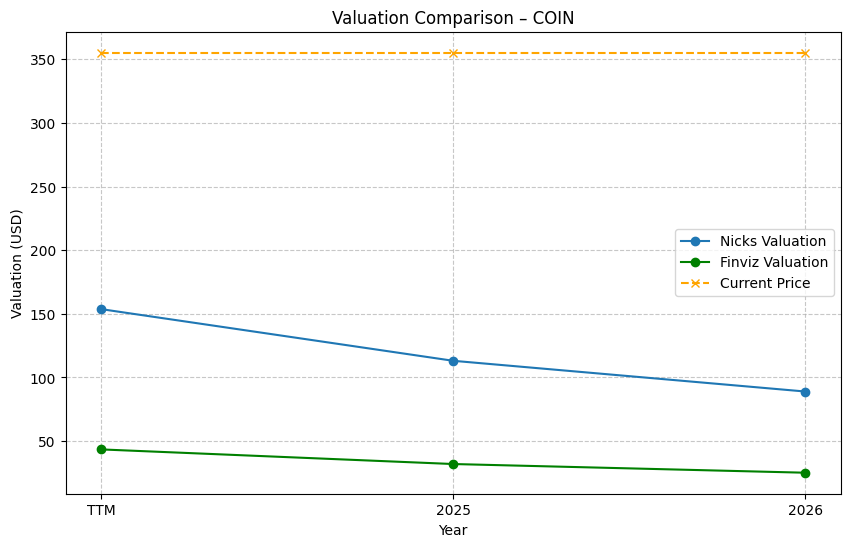 Valuation Comparison – COIN
Valuation (USD)
350
300
250
200
150
100
50
Nicks Valuation
Finviz Valuation
Current Price
TTM
2025
2026
Year